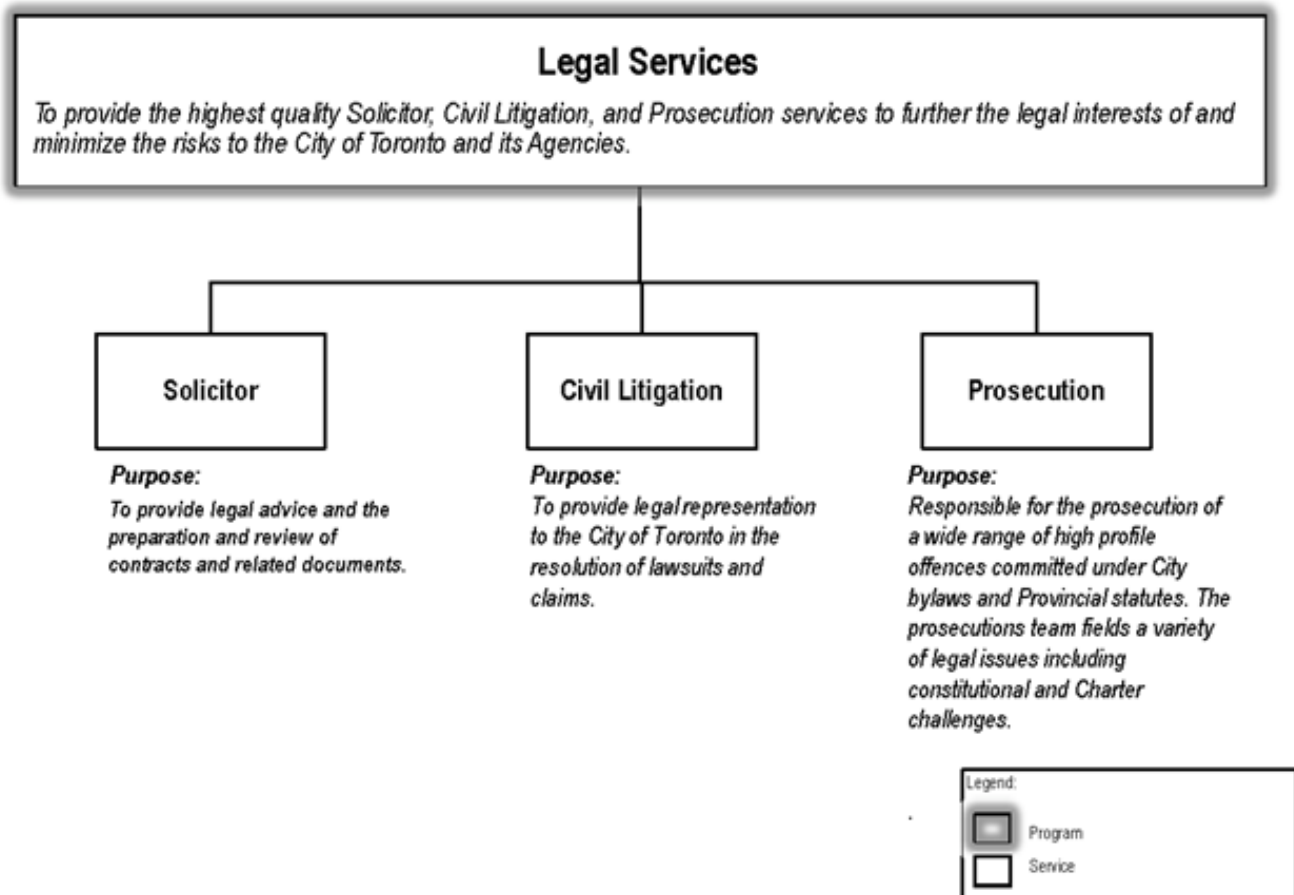 Legal Services
To provide the highest quality Solicitor, Civil Litigation, and Prosecution services to further the legal interests of and
minimize the risks to the City of Toronto and its Agencies.
Solicitor
Purpose:
To provide legal advice and the
preparation and review of
contracts and related documents.
Civil Litigation
Purpose:
To provide legal representation
to the City of Toronto in the
resolution of lawsuits and
claims.
Prosecution
Purpose:
Responsible for the prosecution of
a wide range of high profile
offences committed under City
bylaws and Provincial statutes. The
prosecutions team fields a variety
of legal issues including
constitutional and Charter
challenges.
Legend:
Program
Service